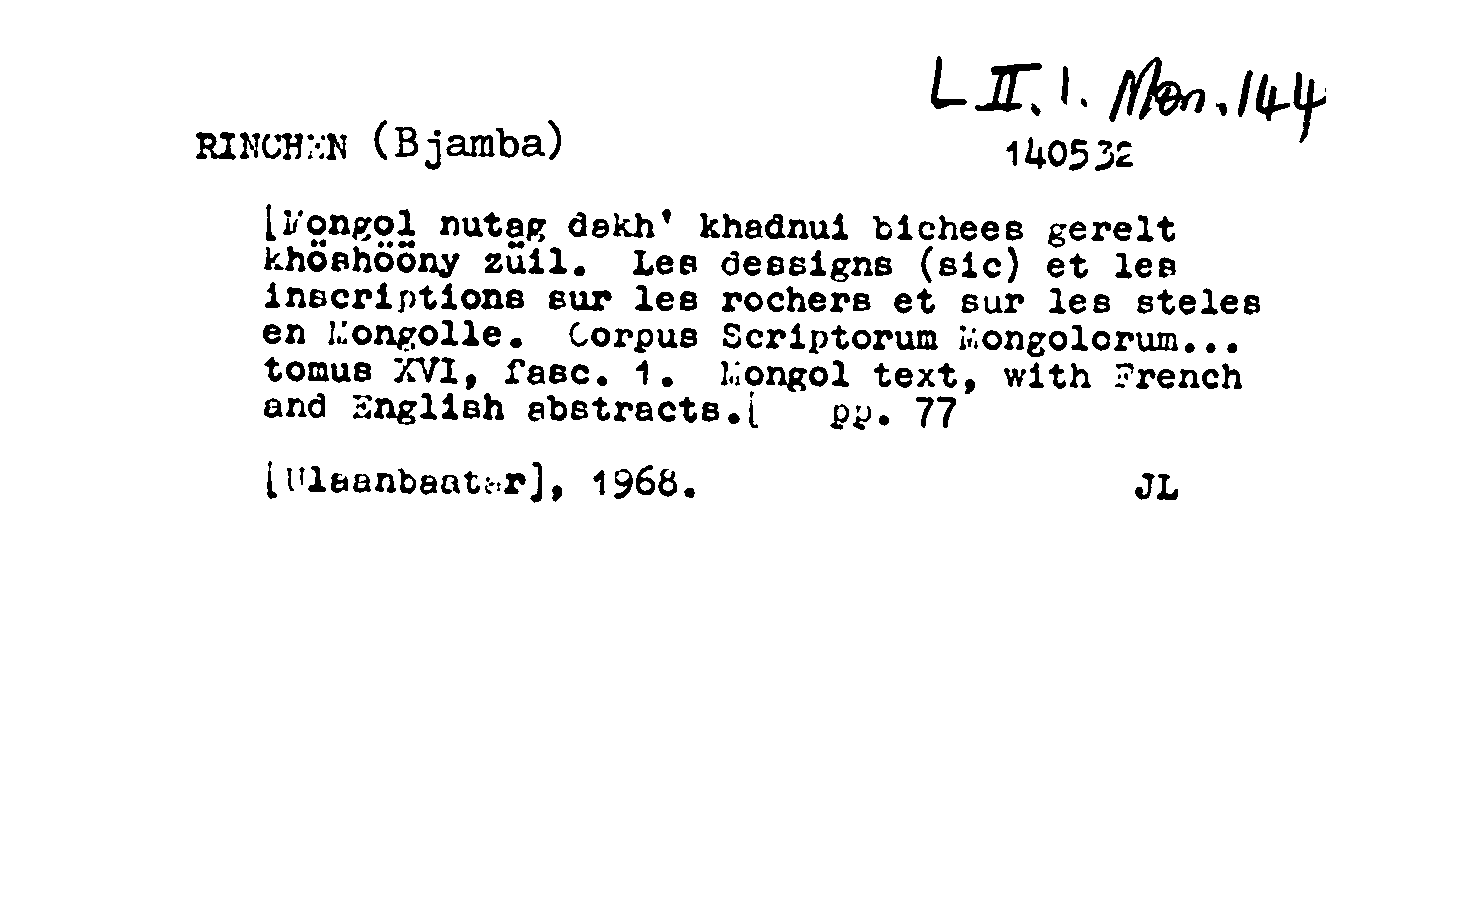 L II. 1. Mon. 144
RINCHEN (Bjamba)
140532
[Mongol nutag dakh' khadnui bichees gerelt
khöshööny züil. Les dessigns (sic) et les
inscriptions sur les rochers et sur les steles
en Mongolie. Corpus Scriptorum Mongolorum...
tomus XVI, fasc. 1. Mongol text, with French
and English abstracts.[ pp. 77
[Ulaanbaatar], 1968.
JL